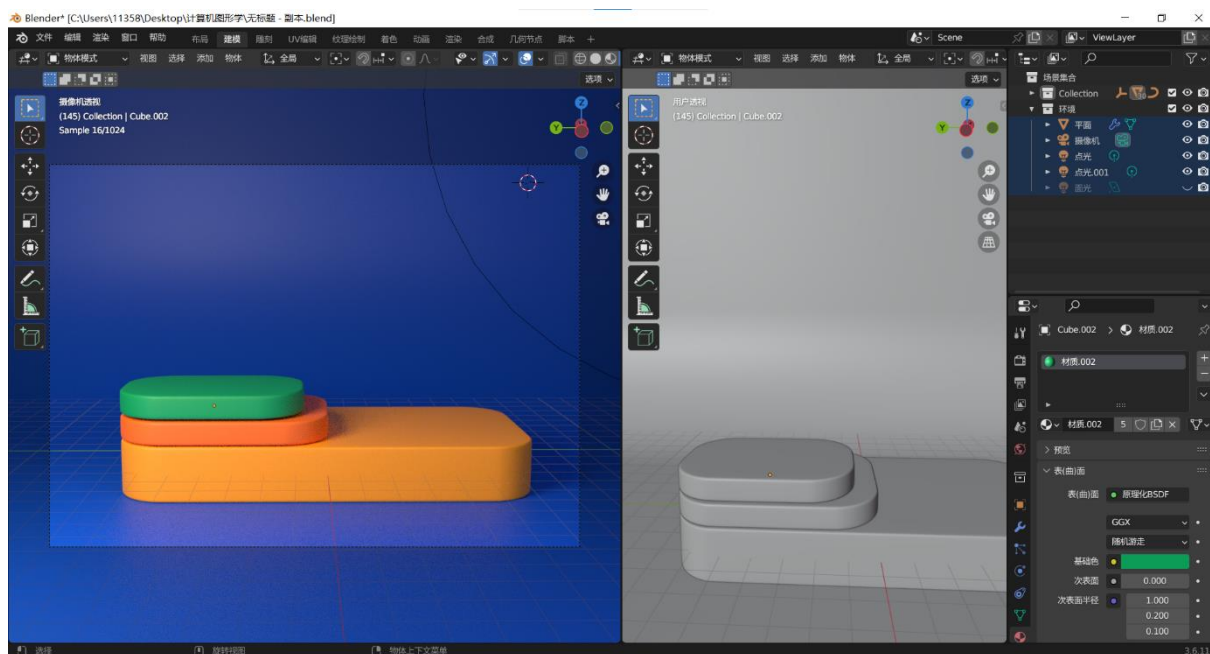 Blender* [C:\Users\11358\Desktop\计算机图形学\无标题 - 副本.blend]
文件 编辑 渲染 窗口 帮助 布局 建模 雕刻 UV编辑 纹理绘制 着色 动画 渲染 合成 几何节点 脚本 + Scene ViewLayer
物体模式 视图 选择 添加 物体 全局
选项
摄像机透视
(145) Collection | Cube.002
Sample 16/1024
Z
Y
物体模式 视图 选择 添加 物体 全局
选项
用户透视
(145) Collection | Cube.002
Z
Y
场景集合
Collection
环境
平面
摄像机
点光
点光.001
面光
Cube.002 > 材质.002
材质.002
材质.002 5
预览
表(曲)面
表(曲)面 原理化BSDF
GGX
随机游走
基础色
次表面 0.000
次表面半径 1.000
0.200
0.100
选择 旋转视图 物体上下文菜单 3.6.11